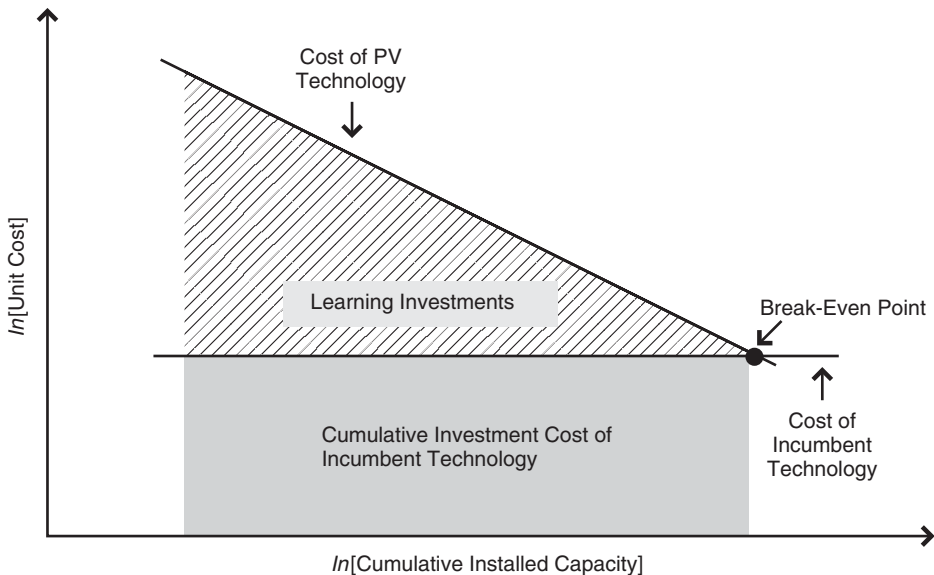 Cost of PV
Technology
ln[Unit Cost]
Learning Investments
Break-Even Point
Cumulative Investment Cost of
Incumbent Technology
Cost of
Incumbent
Technology
ln[Cumulative Installed Capacity]